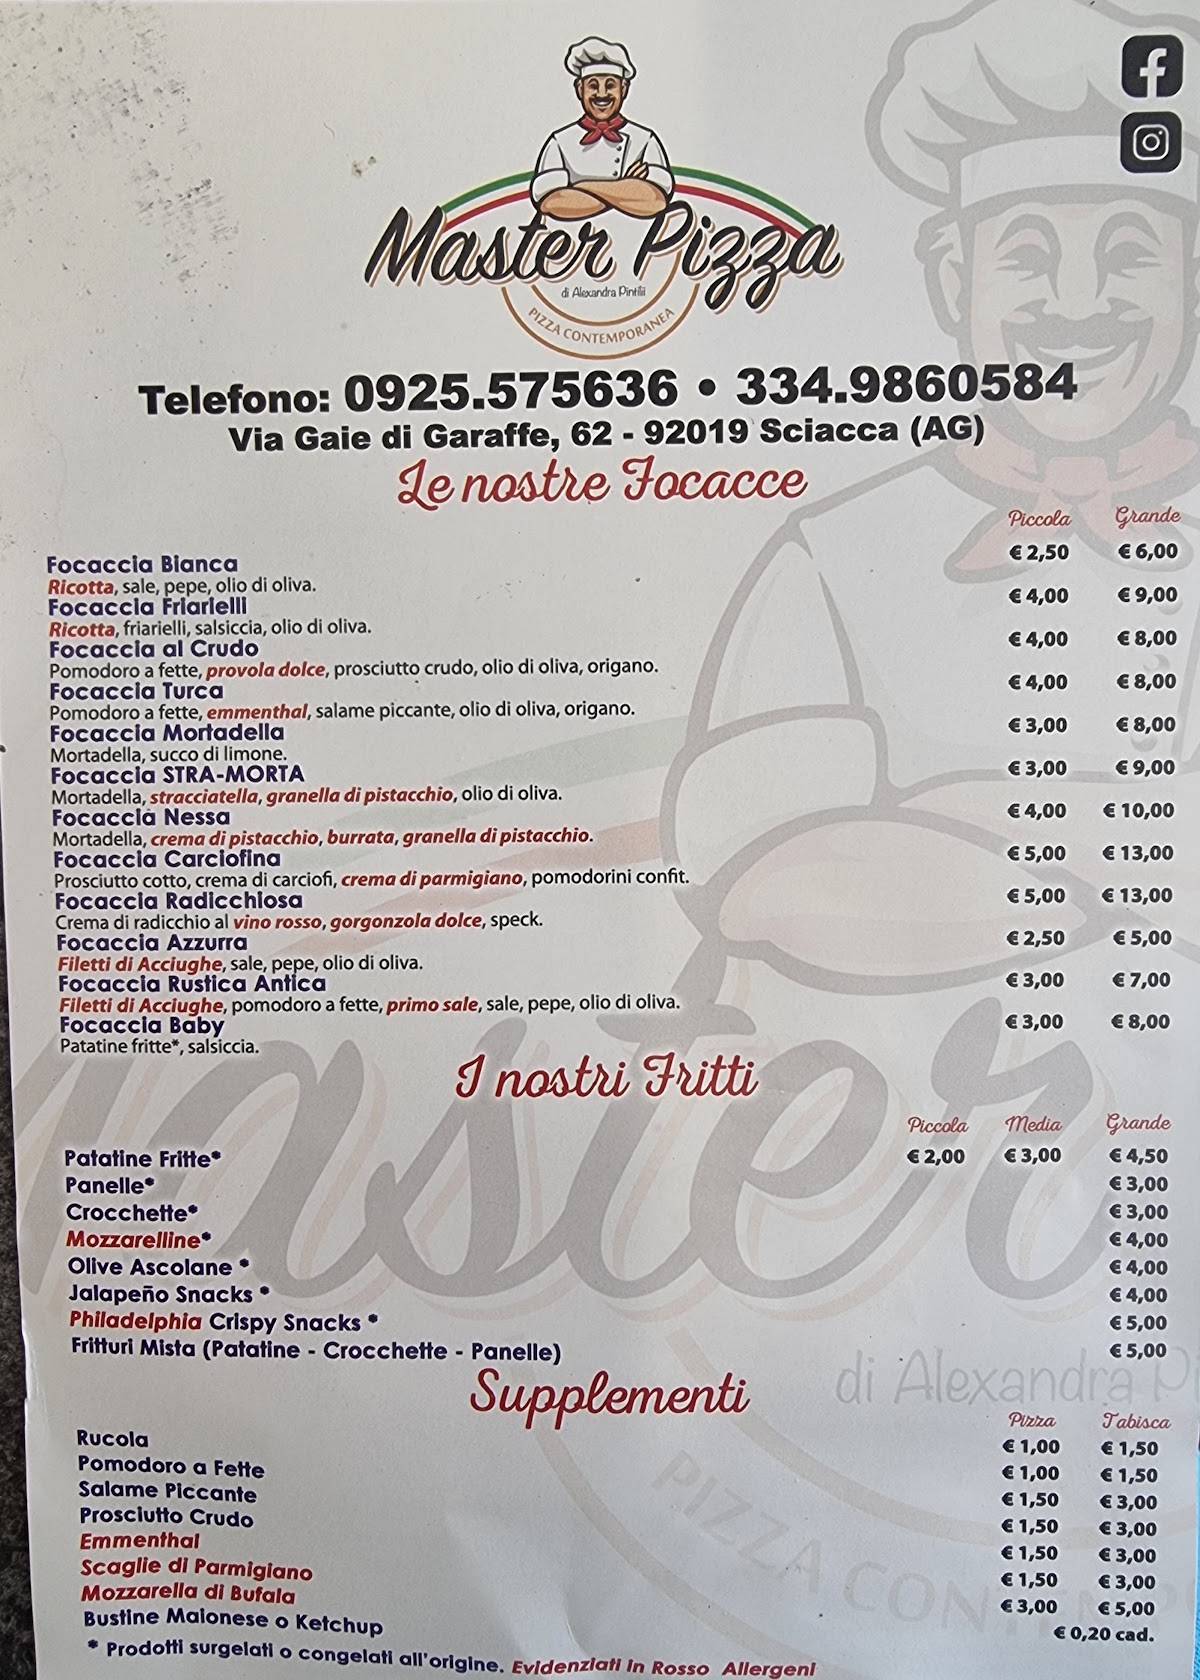 Master Pizza
di Alexandra Pintilii
PIZZA CONTEMPORANEA
Telefono: 0925.575636 • 334.9860584
Via Gaie di Garaffe, 62 - 92019 Sciacca (AG)
Le nostre Focacce
Piccola Grande
Focaccia Bianca € 2,50 € 6,00
Ricotta, sale, pepe, olio di oliva.
Focaccia Friarielli € 4,00 € 9,00
Ricotta, friarielli, salsiccia, olio di oliva.
Focaccia al Crudo € 4,00 € 8,00
Pomodoro a fette, provola dolce, prosciutto crudo, olio di oliva, origano.
Focaccia Turca € 4,00 € 8,00
Pomodoro a fette, emmenthal, salame piccante, olio di oliva, origano.
Focaccia Mortadella € 3,00 € 8,00
Mortadella, succo di limone.
Focaccia STRA-MORTA € 3,00 € 9,00
Mortadella, stracciatella, granella di pistacchio, olio di oliva.
Focaccia Nessa € 4,00 € 10,00
Mortadella, crema di pistacchio, burrata, granella di pistacchio.
Focaccia Carciofina € 5,00 € 13,00
Prosciutto cotto, crema di carciofi, crema di parmigiano, pomodorini confit.
Focaccia Radicchiosa € 5,00 € 13,00
Crema di radicchio al vino rosso, gorgonzola dolce, speck.
Focaccia Azzurra € 2,50 € 5,00
Filetti di Acciughe, sale, pepe, olio di oliva.
Focaccia Rustica Antica € 3,00 € 7,00
Filetti di Acciughe, pomodoro a fette, primo sale, sale, pepe, olio di oliva.
Focaccia Baby € 3,00 € 8,00
Patatine fritte*, salsiccia.
I nostri Fritti
Piccola Media Grande
Patatine Fritte* € 2,00 € 3,00 € 4,50
Panelle* € 3,00
Crocchette* € 3,00
Mozzarelline* € 4,00
Olive Ascolane * € 4,00
Jalapeño Snacks * € 4,00
Philadelphia Crispy Snacks * € 5,00
Fritturi Mista (Patatine - Crocchette - Panelle) € 5,00
di Alexandra Pi
Supplementi
Pizza Tabisca
Rucola € 1,00 € 1,50
Pomodoro a Fette € 1,00 € 1,50
Salame Piccante € 1,50 € 3,00
Prosciutto Crudo € 1,50 € 3,00
Emmenthal € 1,50 € 3,00
Scaglie di Parmigiano € 1,50 € 3,00
Mozzarella di Bufala € 3,00 € 5,00
Bustine Maionese o Ketchup € 0,20 cad.
* Prodotti surgelati o congelati all'origine. Evidenziati in Rosso Allergeni